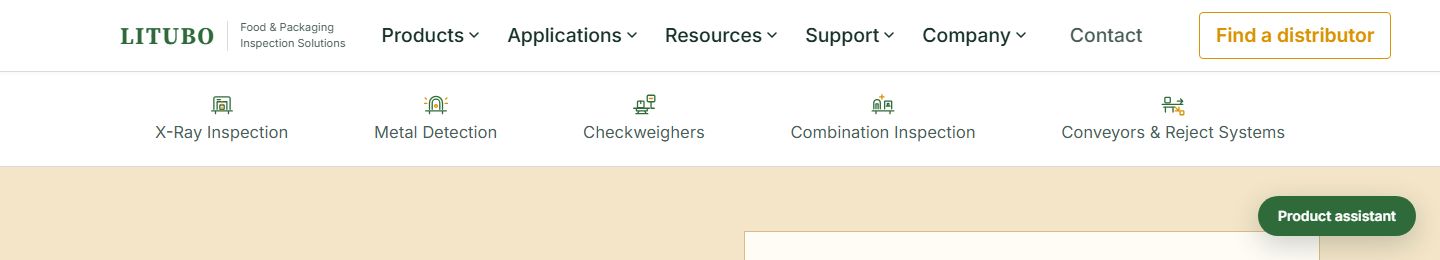 LITUBO
Food & Packaging
Inspection Solutions
Products
Applications
Resources
Support
Company
Contact
Find a distributor
X-Ray Inspection
Metal Detection
Checkweighers
Combination Inspection
Conveyors & Reject Systems
Product assistant